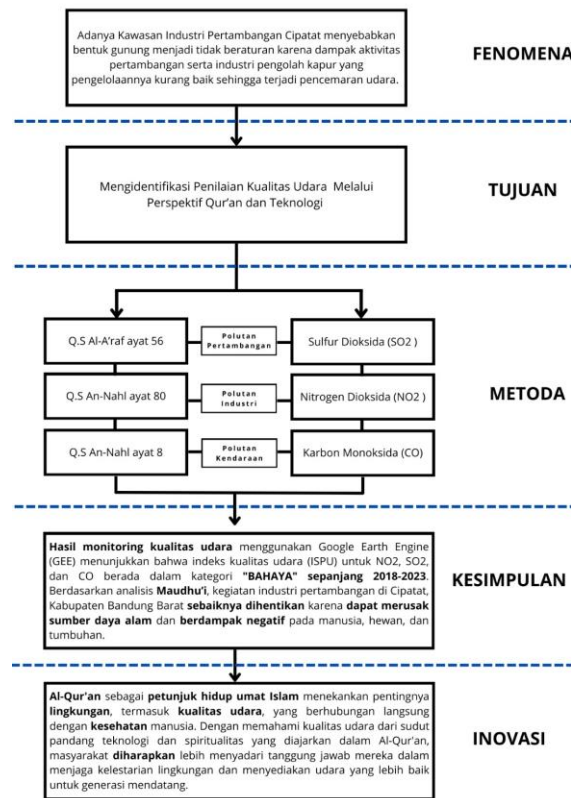 Adanya Kawasan Industri Pertambangan Cipatat menyebabkan
bentuk gunung menjadi tidak beraturan karena dampak aktivitas
pertambangan serta industri pengolah kapur yang
pengelolaannya kurang baik sehingga terjadi pencemaran udara.
FENOMENA
Mengidentifikasi Penilaian Kualitas Udara Melalui
Perspektif Qur'an dan Teknologi
TUJUAN
Q.S Al-A'raf ayat 56
Polutan
Pertambangan
Sulfur Dioksida (SO2 )
Q.S An-Nahl ayat 80
Polutan
Industri
Nitrogen Dioksida (NO2 )
Q.S An-Nahl ayat 8
Polutan
Kendaraan
Karbon Monoksida (CO)
METODA
Hasil monitoring kualitas udara menggunakan Google Earth Engine
(GEE) menunjukkan bahwa indeks kualitas udara (ISPU) untuk NO2, SO2,
dan CO berada dalam kategori "BAHAYA" sepanjang 2018-2023.
Berdasarkan analisis Maudhu'i, kegiatan industri pertambangan di Cipatat,
Kabupaten Bandung Barat sebaiknya dihentikan karena dapat merusak
sumber daya alam dan berdampak negatif pada manusia, hewan, dan
tumbuhan.
KESIMPULAN
Al-Qur'an sebagai petunjuk hidup umat Islam menekankan pentingnya
lingkungan, termasuk kualitas udara, yang berhubungan langsung
dengan kesehatan manusia. Dengan memahami kualitas udara dari sudut
pandang teknologi dan spiritualitas yang diajarkan dalam Al-Qur'an,
masyarakat diharapkan lebih menyadari tanggung jawab mereka dalam
menjaga kelestarian lingkungan dan menyediakan udara yang lebih baik
untuk generasi mendatang.
INOVASI